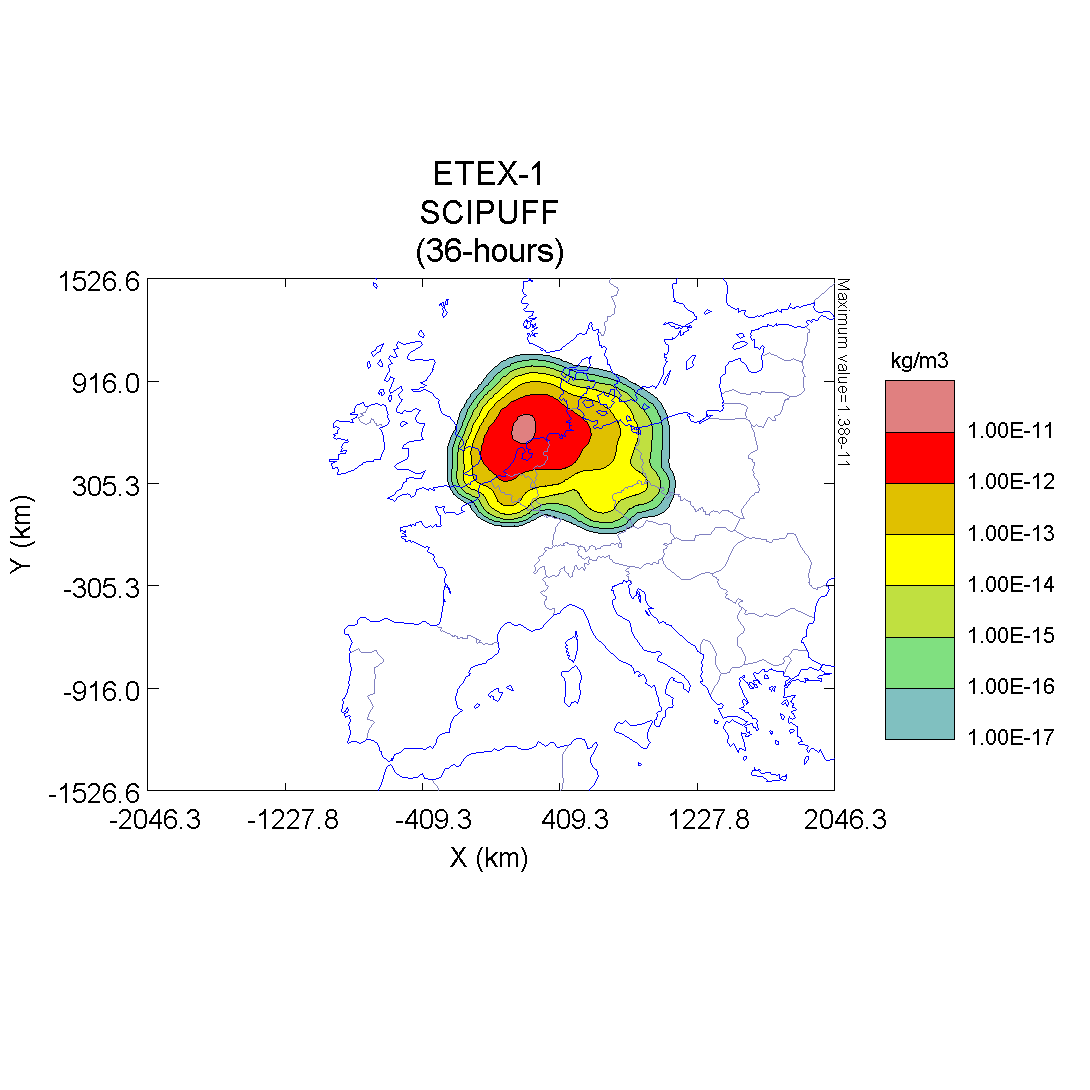 ETEX-1
SCIPUFF
(36-hours)
1526.6
916.0
305.3
-305.3
-916.0
-1526.6
Y (km)
-2046.3 -1227.8 -409.3 409.3 1227.8 2046.3
X (km)
Maximum value=1.38e-11
kg/m3
1.00E-11
1.00E-12
1.00E-13
1.00E-14
1.00E-15
1.00E-16
1.00E-17